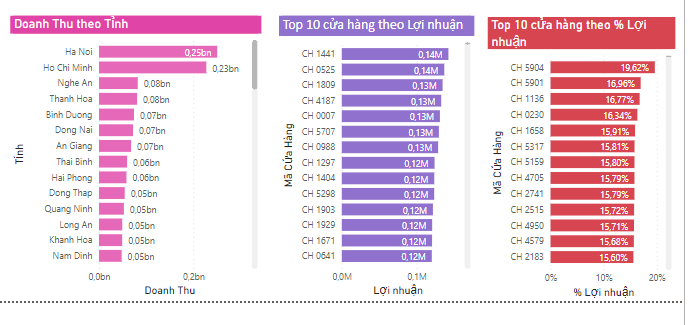 Doanh Thu theo Tỉnh
Tỉnh
Ha Noi 0,25bn
Ho Chi Minh 0,23bn
Nghe An 0,08bn
Thanh Hoa 0,08bn
Binh Duong 0,07bn
Dong Nai 0,07bn
An Giang 0,07bn
Thai Binh 0,06bn
Hai Phong 0,06bn
Dong Thap 0,05bn
Quang Ninh 0,05bn
Long An 0,05bn
Khanh Hoa 0,05bn
Nam Dinh 0,05bn
0,0bn 0,2bn
Doanh Thu
Top 10 cửa hàng theo Lợi nhuận
Mã Cửa Hàng
CH 1441 0,14M
CH 0525 0,14M
CH 1809 0,13M
CH 4187 0,13M
CH 0007 0,13M
CH 5707 0,13M
CH 0988 0,13M
CH 1297 0,12M
CH 1404 0,12M
CH 5298 0,12M
CH 1903 0,12M
CH 1929 0,12M
CH 1671 0,12M
CH 0641 0,12M
0,0M 0,1M
Lợi nhuận
Top 10 cửa hàng theo % Lợi
nhuận
Mã Cửa Hàng
CH 5904 19,62%
CH 5901 16,96%
CH 1136 16,77%
CH 0230 16,34%
CH 1658 15,91%
CH 5317 15,81%
CH 5159 15,80%
CH 4705 15,79%
CH 2741 15,79%
CH 2515 15,72%
CH 4950 15,71%
CH 4579 15,68%
CH 2183 15,60%
0% 10% 20%
% Lợi nhuận